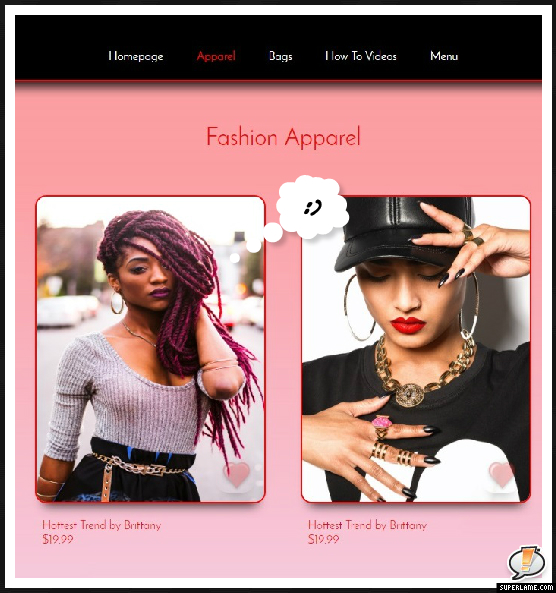 Homepage Apparel Bags How To Videos Menu
Fashion Apparel
:)
Hottest Trend by Brittany
$19.99
Hottest Trend by Brittany
$19.99
SUPERLAME.COM